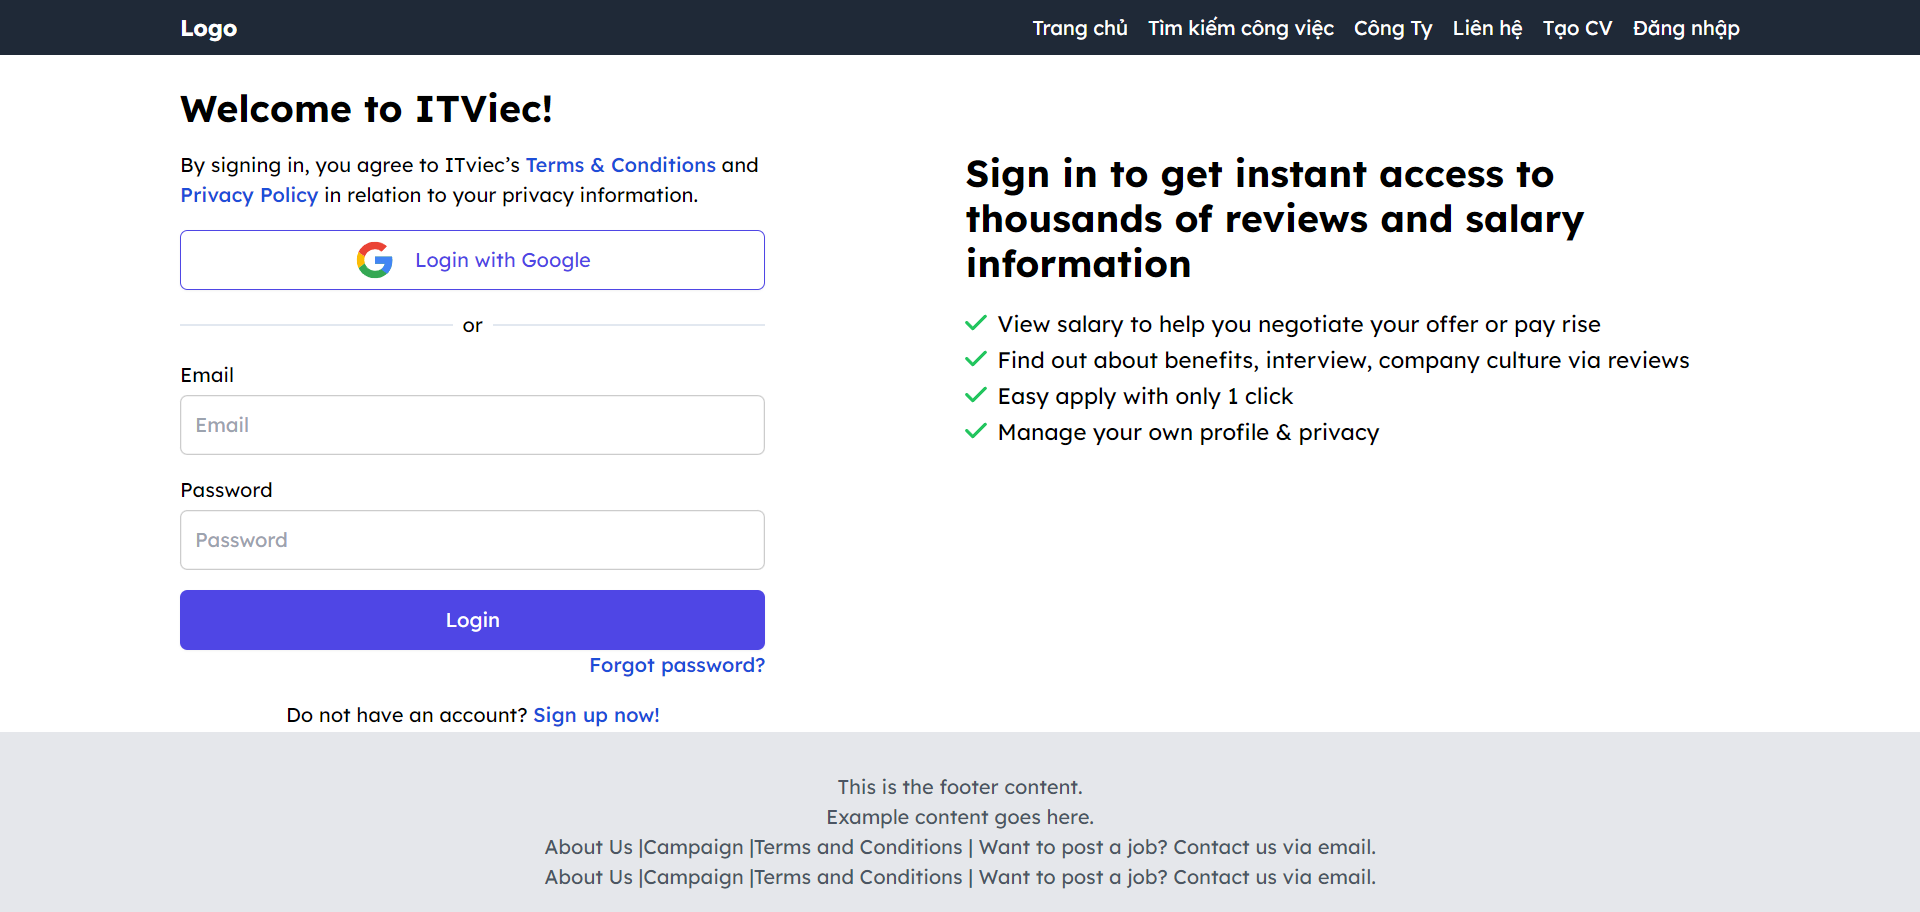 Logo
Trang chủ Tìm kiếm công việc Công Ty Liên hệ Tạo CV Đăng nhập
Welcome to ITViec!
By signing in, you agree to ITviec’s Terms & Conditions and
Privacy Policy in relation to your privacy information.
Login with Google
or
Email
Email
Password
Password
Login
Forgot password?
Do not have an account? Sign up now!
Sign in to get instant access to
thousands of reviews and salary
information
View salary to help you negotiate your offer or pay rise
Find out about benefits, interview, company culture via reviews
Easy apply with only 1 click
Manage your own profile & privacy
This is the footer content.
Example content goes here.
About Us |Campaign |Terms and Conditions | Want to post a job? Contact us via email.
About Us |Campaign |Terms and Conditions | Want to post a job? Contact us via email.